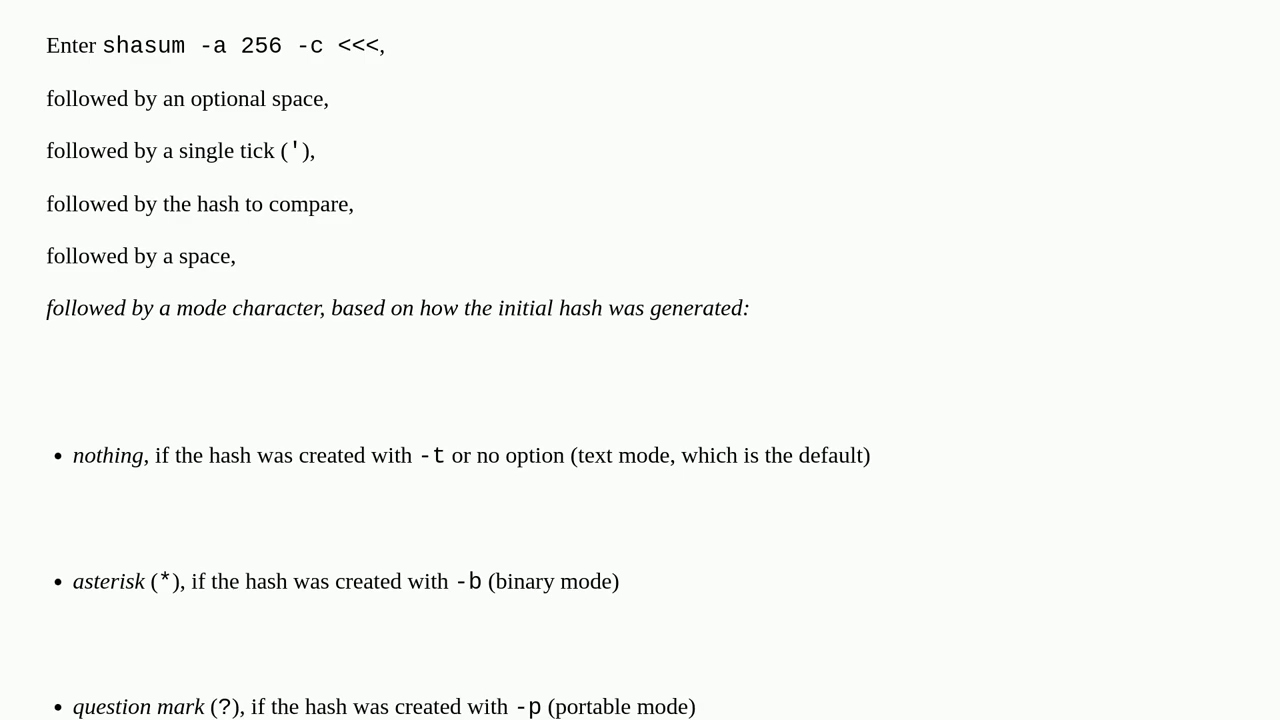 Enter shasum -a 256 -c <<<,
followed by an optional space,
followed by a single tick ('),
followed by the hash to compare,
followed by a space,
followed by a mode character, based on how the initial hash was generated:
• nothing, if the hash was created with -t or no option (text mode, which is the default)
• asterisk (*), if the hash was created with -b (binary mode)
• question mark (?), if the hash was created with -p (portable mode)